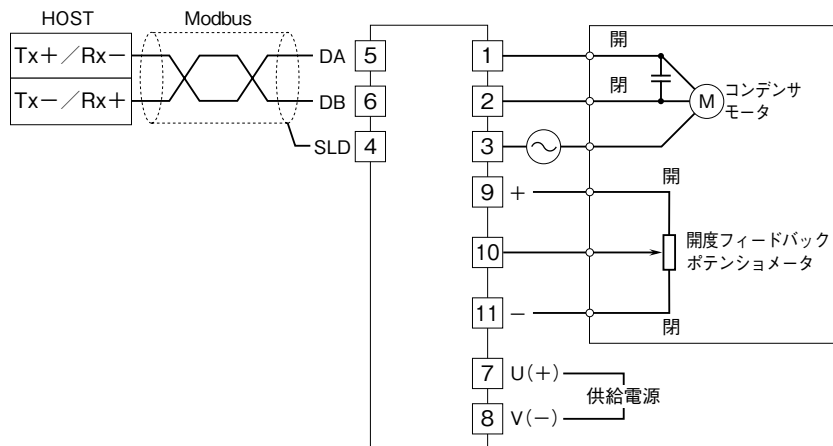 HOST
Modbus
Tx+/Rx−
Tx−/Rx+
DA
DB
SLD
5
6
4
1
2
3
9
10
11
7
8
+
−
U(+)
V(−)
供給電源
開
閉
M
コンデンサ
モータ
開
開度フィードバック
ポテンショメータ
閉